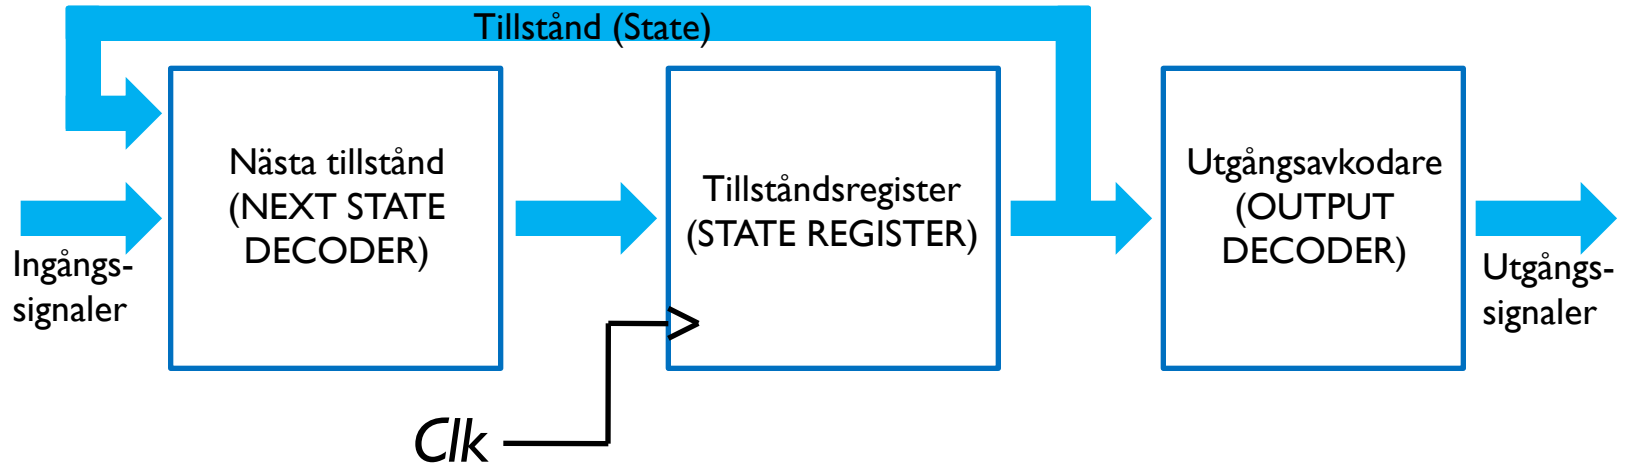 Tillstånd (State)
Nästa tillstånd
(NEXT STATE
DECODER)
Tillståndsregister
(STATE REGISTER)
Utgångsavkodare
(OUTPUT
DECODER)
Ingångs-
signaler
Utgångs-
signaler
Clk